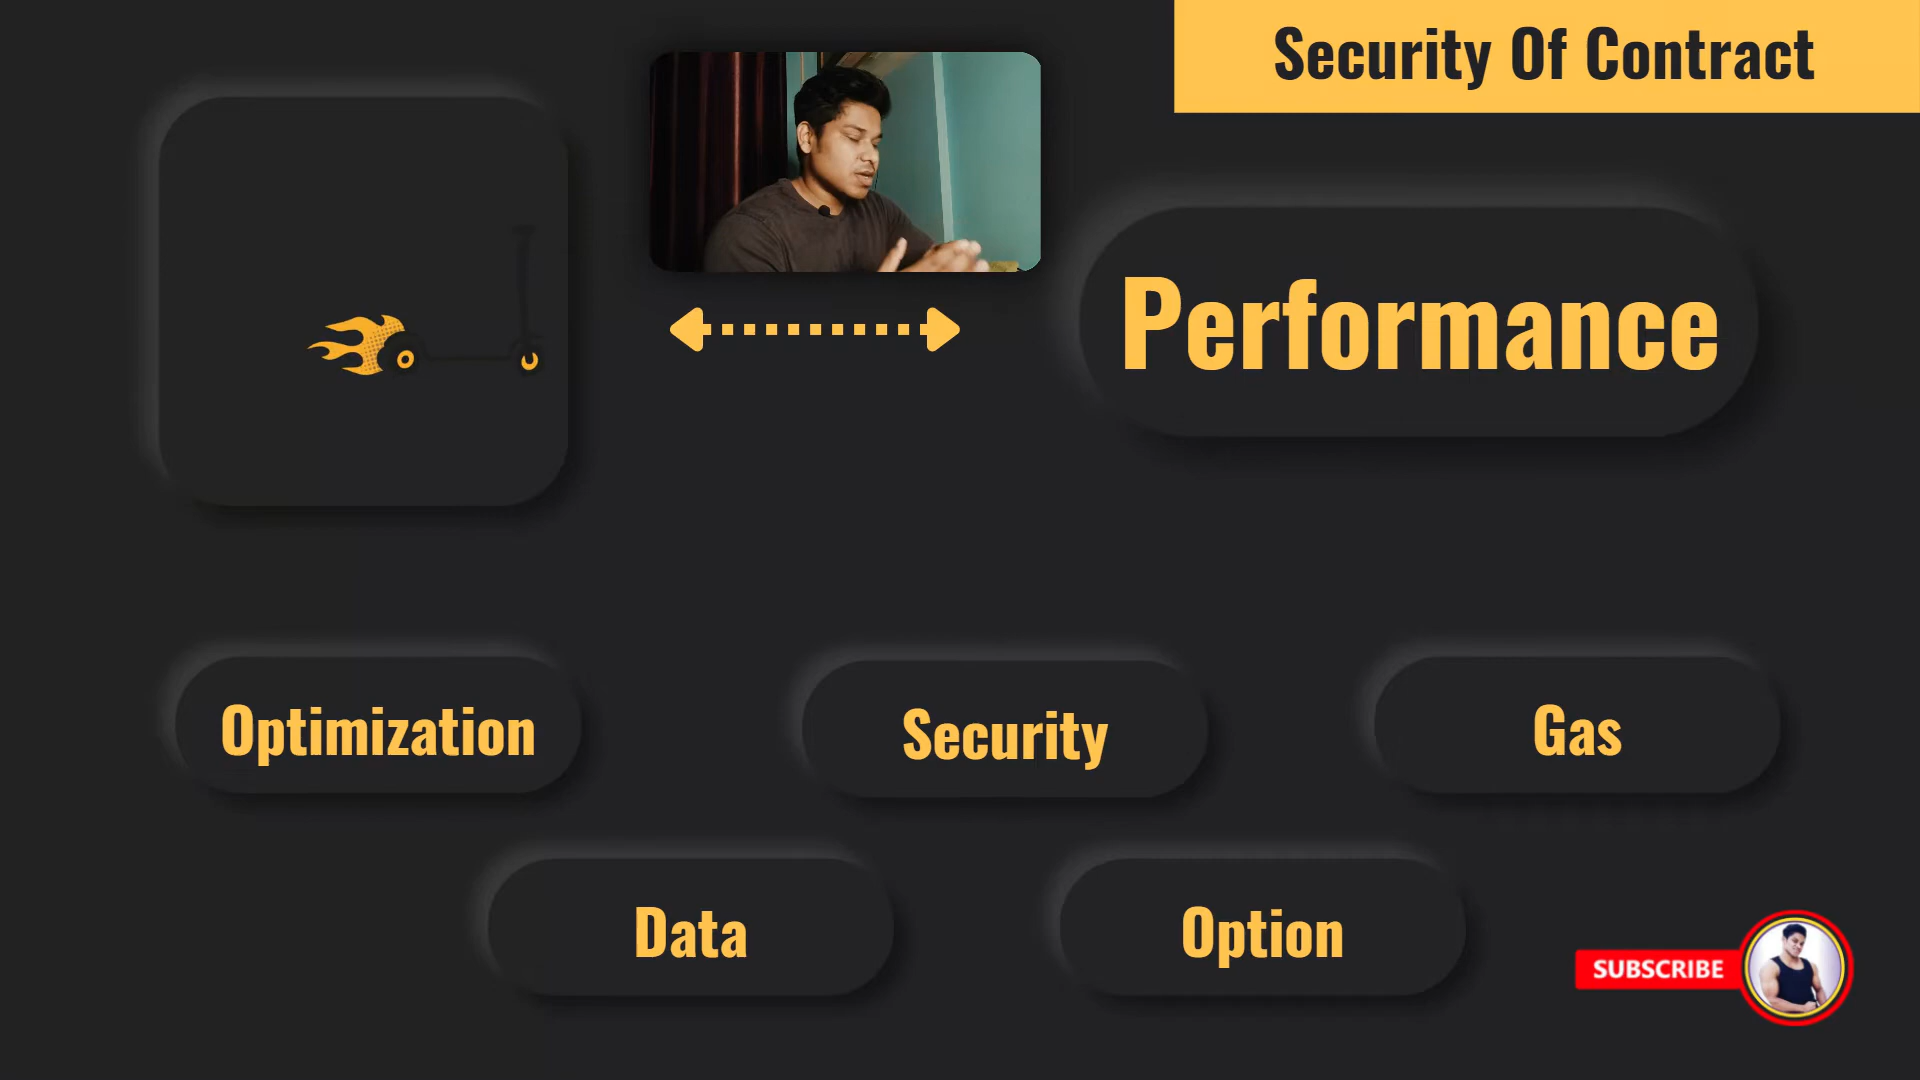 Security Of Contract
Performance
Optimization
Security
Gas
Data
Option
SUBSCRIBE